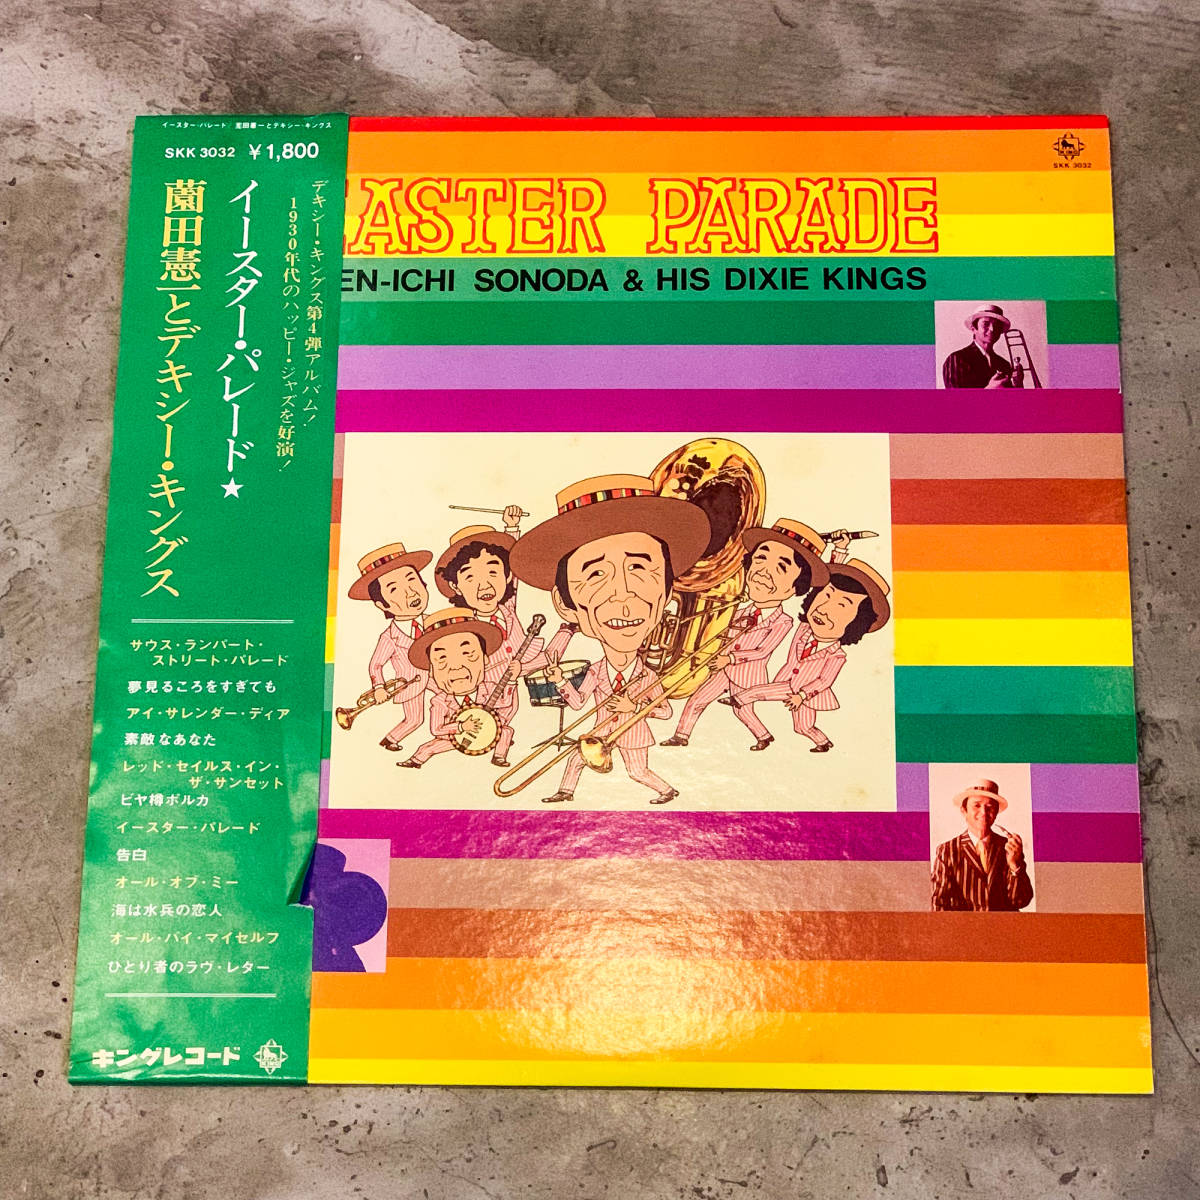 イースター・パレード/薗田憲一とデキシー・キングス
SKK 3032 ¥1,800
デキシー・キングス第4弾アルバム!
1930年代のハッピー・ジャズを好演!
イースター・パレード★
薗田憲一とデキシー・キングス
サウス・ランパート・
ストリート・パレード
夢見るころをすぎても
アイ・サレンダー・ディア
素敵なあなた
レッド・セイルス・イン・
ザ・サンセット
ビヤ樽ポルカ
イースター・パレード
告白
オール・オブ・ミー
海は水兵の恋人
オール・バイ・マイセルフ
ひとり者のラヴ・レター
キングレコード
SKK 3032
EASTER PARADE
EN-ICHI SONODA & HIS DIXIE KINGS